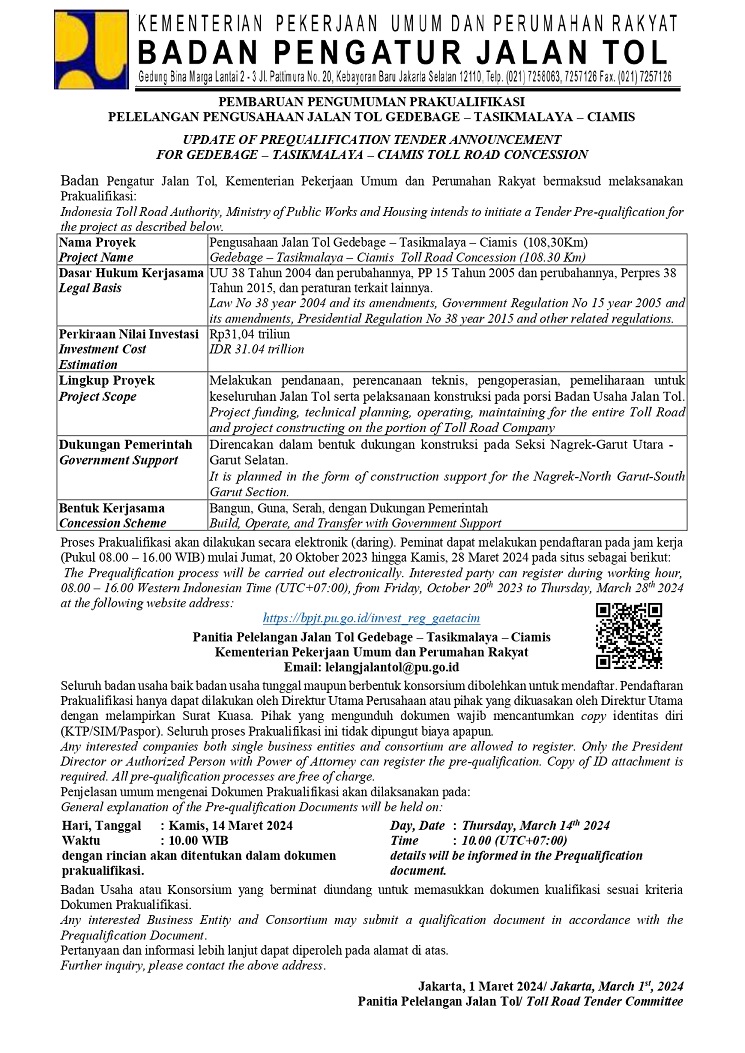 KEMENTERIAN PEKERJAAN UMUM DAN PERUMAHAN RAKYAT
BADAN PENGATUR JALAN TOL
Gedung Bina Marga Lantai 2 - 3 Jl. Pattimura No. 20, Kebayoran Baru Jakarta Selatan 12110, Telp. (021) 7258063, 7257126 Fax. (021) 7257126
PEMBARUAN PENGUMUMAN PRAKUALIFIKASI
PELELANGAN PENGUSAHAAN JALAN TOL GEDEBAGE – TASIKMALAYA – CIAMIS
UPDATE OF PREQUALIFICATION TENDER ANNOUNCEMENT
FOR GEDEBAGE – TASIKMALAYA – CIAMIS TOLL ROAD CONCESSION
Badan Pengatur Jalan Tol, Kementerian Pekerjaan Umum dan Perumahan Rakyat bermaksud melaksanakan
Prakualifikasi:
Indonesia Toll Road Authority, Ministry of Public Works and Housing intends to initiate a Tender Pre-qualification for
the project as described below.
Nama Proyek
Project Name
Pengusahaan Jalan Tol Gedebage – Tasikmalaya – Ciamis (108,30Km)
Gedebage – Tasikmalaya – Ciamis Toll Road Concession (108.30 Km)
Dasar Hukum Kerjasama
Legal Basis
UU 38 Tahun 2004 dan perubahannya, PP 15 Tahun 2005 dan perubahannya, Perpres 38
Tahun 2015, dan peraturan terkait lainnya.
Law No 38 year 2004 and its amendments, Government Regulation No 15 year 2005 and
its amendments, Presidential Regulation No 38 year 2015 and other related regulations.
Perkiraan Nilai Investasi
Investment Cost
Estimation
Rp31,04 triliun
IDR 31.04 trillion
Lingkup Proyek
Project Scope
Melakukan pendanaan, perencanaan teknis, pengoperasian, pemeliharaan untuk
keseluruhan Jalan Tol serta pelaksanaan konstruksi pada porsi Badan Usaha Jalan Tol.
Project funding, technical planning, operating, maintaining for the entire Toll Road
and project constructing on the portion of Toll Road Company
Dukungan Pemerintah
Government Support
Direncakan dalam bentuk dukungan konstruksi pada Seksi Nagrek-Garut Utara -
Garut Selatan.
It is planned in the form of construction support for the Nagrek-North Garut-South
Garut Section.
Bentuk Kerjasama
Concession Scheme
Bangun, Guna, Serah, dengan Dukungan Pemerintah
Build, Operate, and Transfer with Government Support
Proses Prakualifikasi akan dilakukan secara elektronik (daring). Peminat dapat melakukan pendaftaran pada jam kerja
(Pukul 08.00 – 16.00 WIB) mulai Jumat, 20 Oktober 2023 hingga Kamis, 28 Maret 2024 pada situs sebagai berikut:
The Prequalification process will be carried out electronically. Interested party can register during working hour,
08.00 – 16.00 Western Indonesian Time (UTC+07:00), from Friday, October 20th 2023 to Thursday, March 28th 2024
at the following website address:
https://bpjt.pu.go.id/invest_reg_gaetacim
Panitia Pelelangan Jalan Tol Gedebage – Tasikmalaya – Ciamis
Kementerian Pekerjaan Umum dan Perumahan Rakyat
Email: lelangjalantol@pu.go.id
Seluruh badan usaha baik badan usaha tunggal maupun berbentuk konsorsium dibolehkan untuk mendaftar. Pendaftaran
Prakualifikasi hanya dapat dilakukan oleh Direktur Utama Perusahaan atau pihak yang dikuasakan oleh Direktur Utama
dengan melampirkan Surat Kuasa. Pihak yang mengunduh dokumen wajib mencantumkan copy identitas diri
(KTP/SIM/Paspor). Seluruh proses Prakualifikasi ini tidak dipungut biaya apapun.
Any interested companies both single business entities and consortium are allowed to register. Only the President
Director or Authorized Person with Power of Attorney can register the pre-qualification. Copy of ID attachment is
required. All pre-qualification processes are free of charge.
Penjelasan umum mengenai Dokumen Prakualifikasi akan dilaksanakan pada:
General explanation of the Pre-qualification Documents will be held on:
Hari, Tanggal : Kamis, 14 Maret 2024
Waktu : 10.00 WIB
dengan rincian akan ditentukan dalam dokumen
prakualifikasi.
Day, Date : Thursday, March 14th 2024
Time : 10.00 (UTC+07:00)
details will be informed in the Prequalification
document.
Badan Usaha atau Konsorsium yang berminat diundang untuk memasukkan dokumen kualifikasi sesuai kriteria
Dokumen Prakualifikasi.
Any interested Business Entity and Consortium may submit a qualification document in accordance with the
Prequalification Document.
Pertanyaan dan informasi lebih lanjut dapat diperoleh pada alamat di atas.
Further inquiry, please contact the above address.
Jakarta, 1 Maret 2024/ Jakarta, March 1st, 2024
Panitia Pelelangan Jalan Tol/ Toll Road Tender Committee